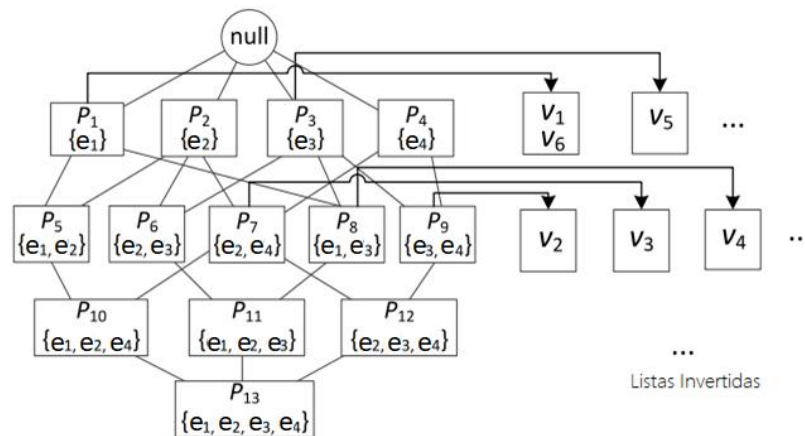 null
P1
{e1}
P2
{e2}
P3
{e3}
P4
{e4}
v1
v6
v5
...
P5
{e1, e2}
P6
{e2, e3}
P7
{e2, e4}
P8
{e1, e3}
P9
{e3, e4}
v2
v3
v4
..
P10
{e1, e2, e4}
P11
{e1, e2, e3}
P12
{e2, e3, e4}
...
Listas Invertidas
P13
{e1, e2, e3, e4}